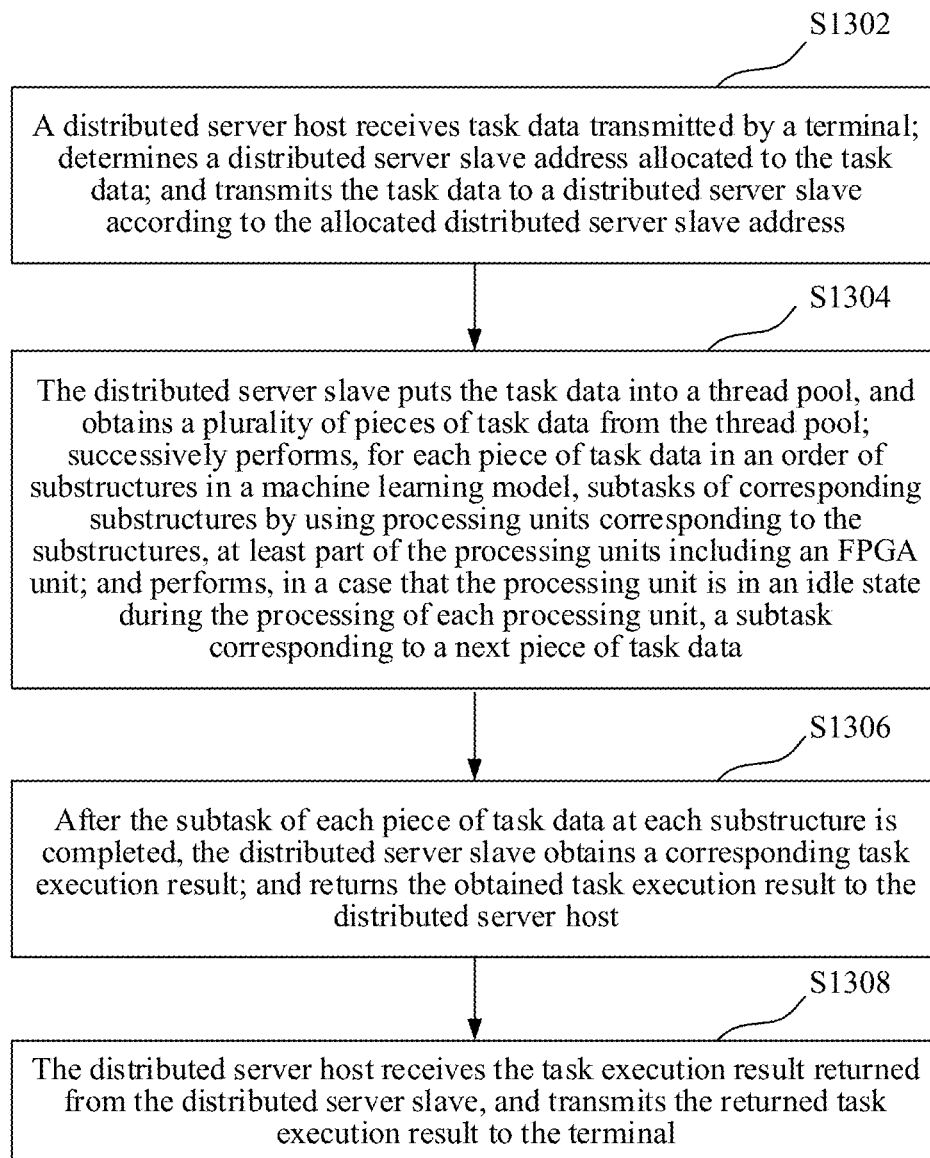 S1302
A distributed server host receives task data transmitted by a terminal;
determines a distributed server slave address allocated to the task
data; and transmits the task data to a distributed server slave
according to the allocated distributed server slave address
S1304
The distributed server slave puts the task data into a thread pool, and
obtains a plurality of pieces of task data from the thread pool;
successively performs, for each piece of task data in an order of
substructures in a machine learning model, subtasks of corresponding
substructures by using processing units corresponding to the
substructures, at least part of the processing units including an FPGA
unit; and performs, in a case that the processing unit is in an idle state
during the processing of each processing unit, a subtask
corresponding to a next piece of task data
S1306
After the subtask of each piece of task data at each substructure is
completed, the distributed server slave obtains a corresponding task
execution result; and returns the obtained task execution result to the
distributed server host
S1308
The distributed server host receives the task execution result returned
from the distributed server slave, and transmits the returned task
execution result to the terminal